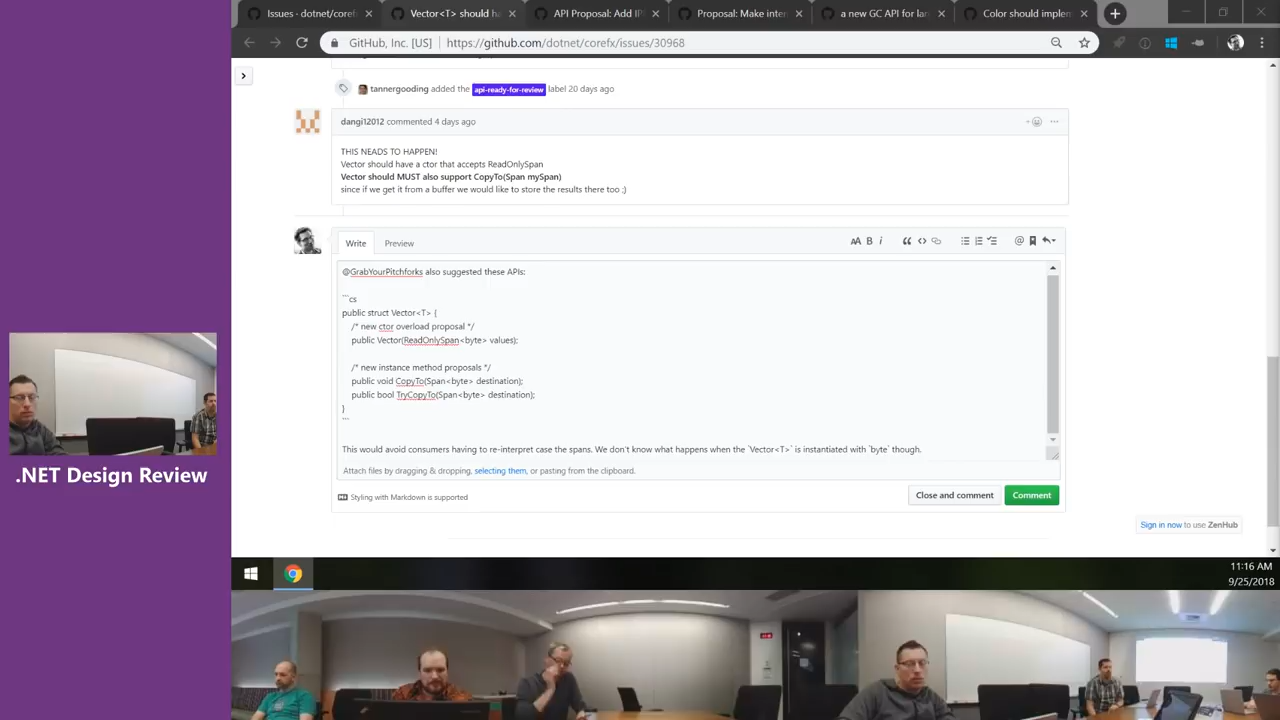 Issues - dotnet/coref
Vector<T> should ha
API Proposal: Add IP
Proposal: Make inter
a new GC API for lan
Color should implem
GitHub, Inc. [US] https://github.com/dotnet/corefx/issues/30968
tannergooding added the api-ready-for-review label 20 days ago
dangi12012 commented 4 days ago
THIS NEADS TO HAPPEN!
Vector should have a ctor that accepts ReadOnlySpan
Vector should MUST also support CopyTo(Span mySpan)
since if we get it from a buffer we would like to store the results there too ;)
Write Preview
@GrabYourPitchforks also suggested these APIs:
```cs
public struct Vector<T> {
/* new ctor overload proposal */
public Vector(ReadOnlySpan<byte> values);
/* new instance method proposals */
public void CopyTo(Span<byte> destination);
public bool TryCopyTo(Span<byte> destination);
}
```
This would avoid consumers having to re-interpret case the spans. We don't know what happens when the `Vector<T>` is instantiated with `byte` though.
Attach files by dragging & dropping, selecting them, or pasting from the clipboard.
Styling with Markdown is supported
Close and comment
Comment
Sign in now to use ZenHub
.NET Design Review
11:16 AM
9/25/2018